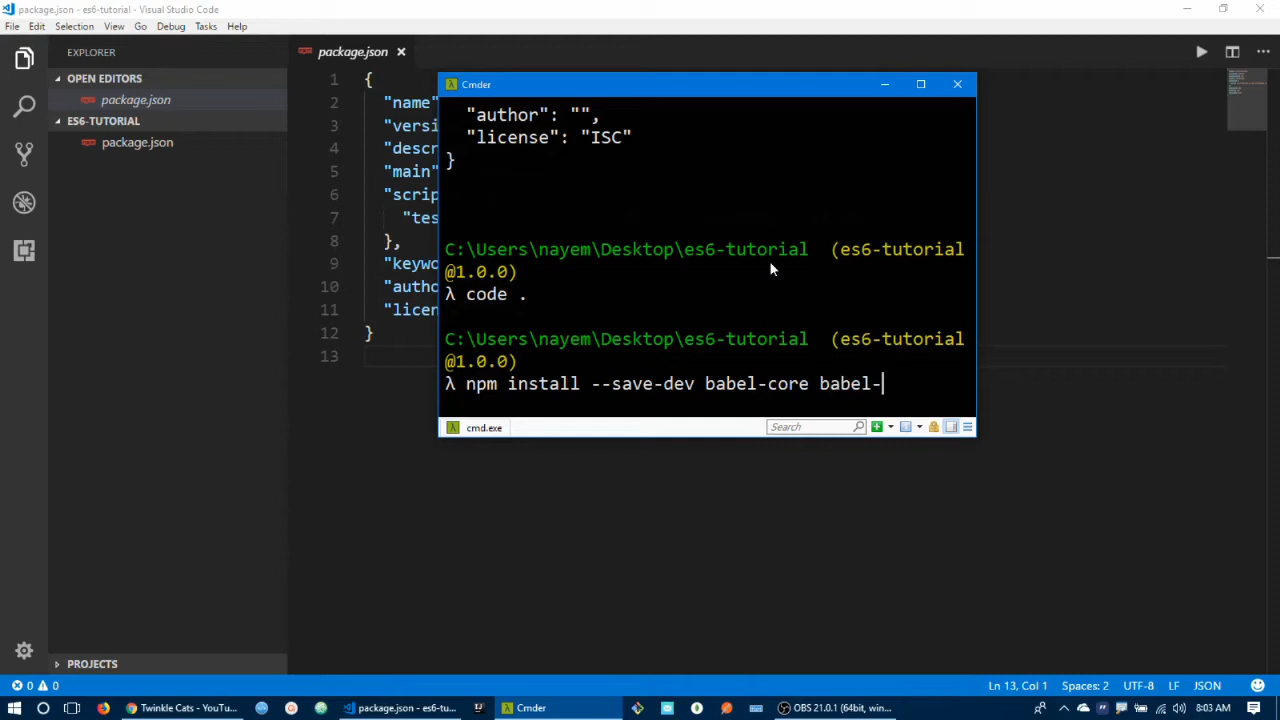 package.json - es6-tutorial - Visual Studio Code
File Edit Selection View Go Debug Tasks Help
EXPLORER
package.json
OPEN EDITORS
package.json
ES6-TUTORIAL
package.json
PROJECTS
1 {
2 "name"
3 "versi
4 "descr
5 "main"
6 "scrip
7 "tes
8 },
9 "keywo
10 "autho
11 "licen
12 }
13
Cmder
"author": "",
"license": "ISC"
}
C:\Users\nayem\Desktop\es6-tutorial (es6-tutorial
@1.0.0)
λ code .
C:\Users\nayem\Desktop\es6-tutorial (es6-tutorial
@1.0.0)
λ npm install --save-dev babel-core babel-
cmd.exe
Search
0 0
Ln 13, Col 1 Spaces: 2 UTF-8 LF JSON
Twinkle Cats - YouTu...
package.json - es6-tu...
Cmder
OBS 21.0.1 (64bit, win...
8:03 AM